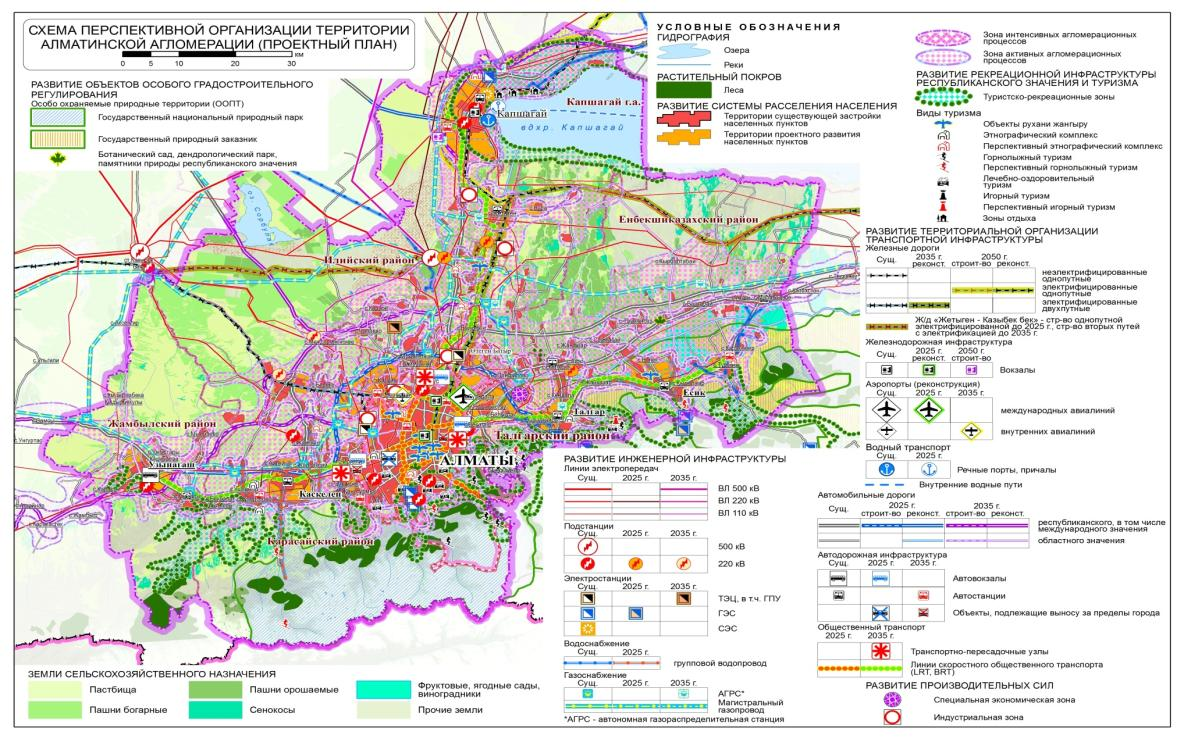 СХЕМА ПЕРСПЕКТИВНОЙ ОРГАНИЗАЦИИ ТЕРРИТОРИИ
АЛМАТИНСКОЙ АГЛОМЕРАЦИИ (ПРОЕКТНЫЙ ПЛАН)
0 10 20 30 км
РАЗВИТИЕ ОБЪЕКТОВ ОСОБОГО ГРАДОСТРОИТЕЛЬНОГО
РЕГУЛИРОВАНИЯ
Особо охраняемые природные территории (ООПТ)
Государственный национальный природный парк
Государственный природный заказник
Ботанический сад, дендрологический парк,
памятники природы республиканского значения
Капшагай г.а.
Капшагай
вдхр. Капшагай
оз. Сорбулак
Енбекшиказахский район
Илийский район
Отеген батыр
Есик
Талгар
Жамбылский район
Талгарский район
АЛМАТЫ
Узынагаш
Каскелен
Карасайский район
УСЛОВНЫЕ ОБОЗНАЧЕНИЯ
ГИДРОГРАФИЯ
Озера
Реки
РАСТИТЕЛЬНЫЙ ПОКРОВ
Леса
РАЗВИТИЕ СИСТЕМЫ РАССЕЛЕНИЯ НАСЕЛЕНИЯ
Территории существующей застройки
населенных пунктов
Территории проектного развития
населенных пунктов
Зона интенсивных агломерационных
процессов
Зона активных агломерационных
процессов
РАЗВИТИЕ РЕКРЕАЦИОННОЙ ИНФРАСТРУКТУРЫ
РЕСПУБЛИКАНСКОГО ЗНАЧЕНИЯ И ТУРИЗМА
Туристско-рекреационные зоны
Виды туризма
Объекты рухани жангыру
Этнографический комплекс
Перспективный этнографический комплекс
Горнолыжный туризм
Перспективный горнолыжный туризм
Лечебно-оздоровительный
туризм
Игорный туризм
Перспективный игорный туризм
Зоны отдыха
РАЗВИТИЕ ТЕРРИТОРИАЛЬНОЙ ОРГАНИЗАЦИИ
ТРАНСПОРТНОЙ ИНФРАСТРУКТУРЫ
Железные дороги
Сущ. 2035 г. 2050 г.
реконст. строит-во реконст.
неэлектрифицированные
однопутные
электрифицированные
однопутные
электрифицированные
двухпутные
Ж/д «Жетыген - Казыбек бек» - стр-во однопутной
электрифицированной до 2025 г., стр-во вторых путей
с электрификацией до 2035 г.
Железнодорожная инфраструктура
Сущ. 2025 г. 2050 г.
реконст. строит-во
Вокзалы
Аэропорты (реконструкция)
Сущ. 2025 г. 2035 г.
международных авиалиний
внутренних авиалиний
Водный транспорт
Сущ. 2025 г.
Речные порты, причалы
Внутренние водные пути
Автомобильные дороги
Сущ. 2025 г. 2035 г.
строит-во реконст. строит-во реконст.
республиканского, в том числе
международного значения
областного значения
Автодорожная инфраструктура
Сущ. 2025 г. 2035 г.
Автовокзалы
Автостанции
Объекты, подлежащие выносу за пределы города
Общественный транспорт
2025 г. 2035 г.
Транспортно-пересадочные узлы
Линии скоростного общественного транспорта
(LRT, BRT)
РАЗВИТИЕ ПРОИЗВОДИТЕЛЬНЫХ СИЛ
Специальная экономическая зона
Индустриальная зона
РАЗВИТИЕ ИНЖЕНЕРНОЙ ИНФРАСТРУКТУРЫ
Линии электропередач
Сущ. 2025 г. 2035 г.
ВЛ 500 кВ
ВЛ 220 кВ
ВЛ 110 кВ
Подстанции
Сущ. 2025 г. 2035 г.
500 кВ
220 кВ
Электростанции
Сущ. 2025 г. 2035 г.
ТЭЦ, в т.ч. ГПУ
ГЭС
СЭС
Водоснабжение
Сущ. 2025 г.
групповой водопровод
Газоснабжение
Сущ. 2025 г. 2035 г.
АГРС*
Магистральный
газопровод
*АГРС - автономная газораспределительная станция
ЗЕМЛИ СЕЛЬСКОХОЗЯЙСТВЕННОГО НАЗНАЧЕНИЯ
Пастбища
Пашни орошаемые
Фруктовые, ягодные сады,
виноградники
Пашни богарные
Сенокосы
Прочие земли